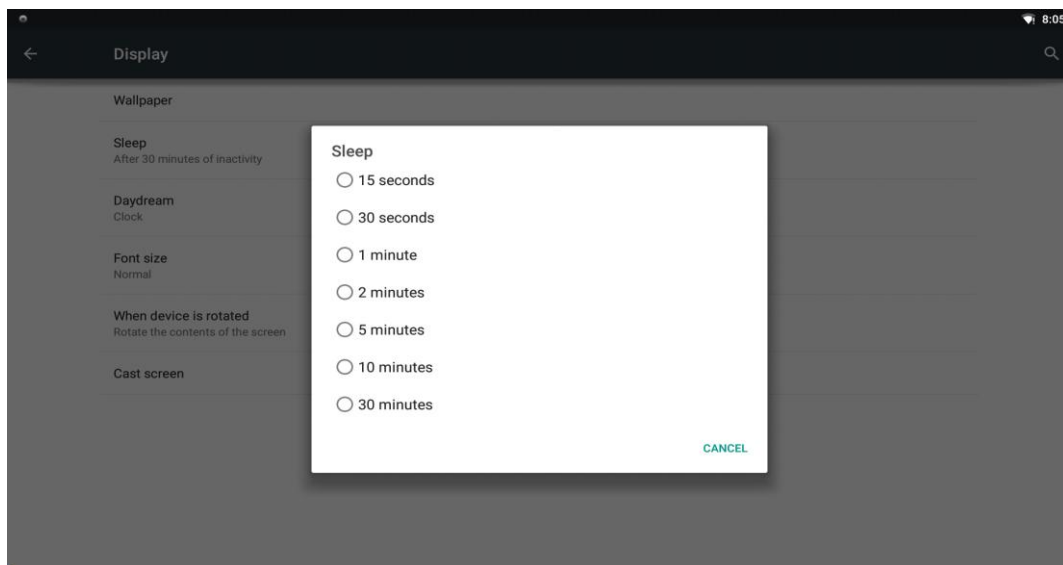 8:05
Display
Wallpaper
Sleep
After 30 minutes of inactivity
Daydream
Clock
Font size
Normal
When device is rotated
Rotate the contents of the screen
Cast screen
Sleep
15 seconds
30 seconds
1 minute
2 minutes
5 minutes
10 minutes
30 minutes
CANCEL